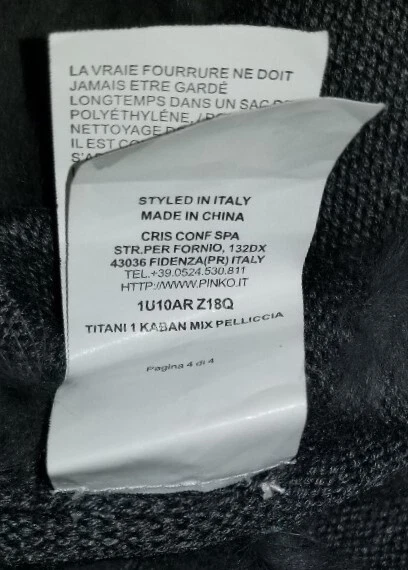 LA VRAIE FOURRURE NE DOIT
JAMAIS ETRE GARDÉ
LONGTEMPS DANS UN SAC
POLYÉTHYLÉNE,
NETTOYAGE
IL EST
STYLED IN ITALY
MADE IN CHINA
CRIS CONF SPA
STR.PER FORNIO, 132DX
43036 FIDENZA(PR) ITALY
TEL.+39.0524.530.811
HTTP://WWW.PINKO.IT
1U10AR Z18Q
TITANI 1 KABAN MIX PELLICCIA
Pagina 4 di 4